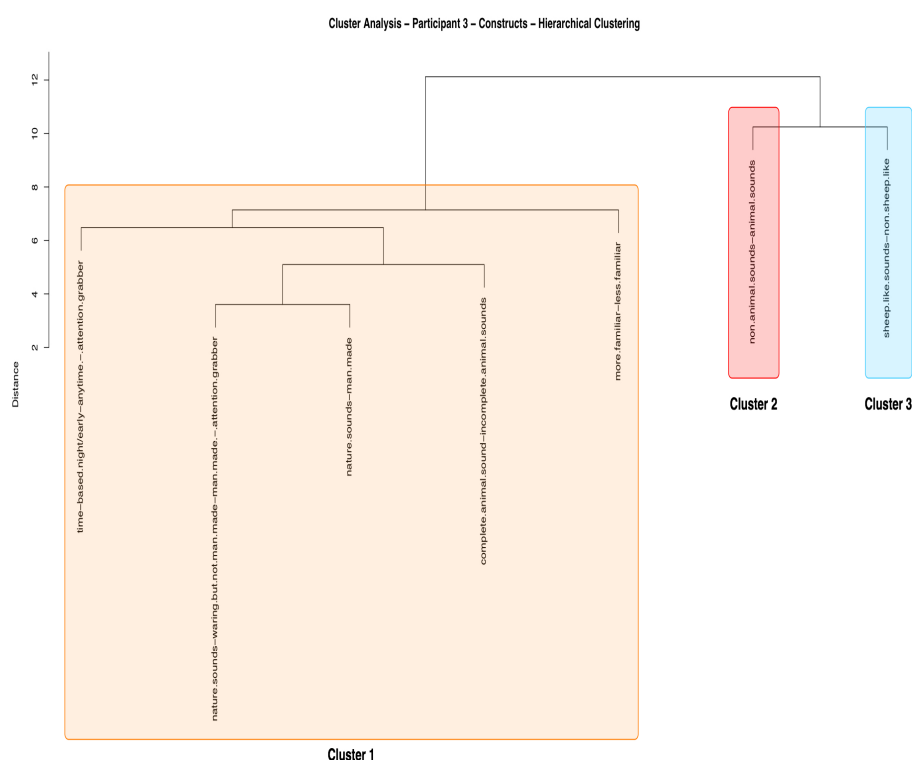 Cluster Analysis – Participant 3 – Constructs – Hierarchical Clustering
12
10
8
6
4
2
Distance
time−based.night/early−anytime.−.attention.grabber
nature.sounds−waring.but.not.man.made−man.made.−.attention.grabber
nature.sounds−man.made
complete.animal.sound−incomplete.animal.sounds
more.familiar−less.familiar
non.animal.sounds−animal.sounds
sheep.like.sounds−non.sheep.like
Cluster 2
Cluster 3
Cluster 1